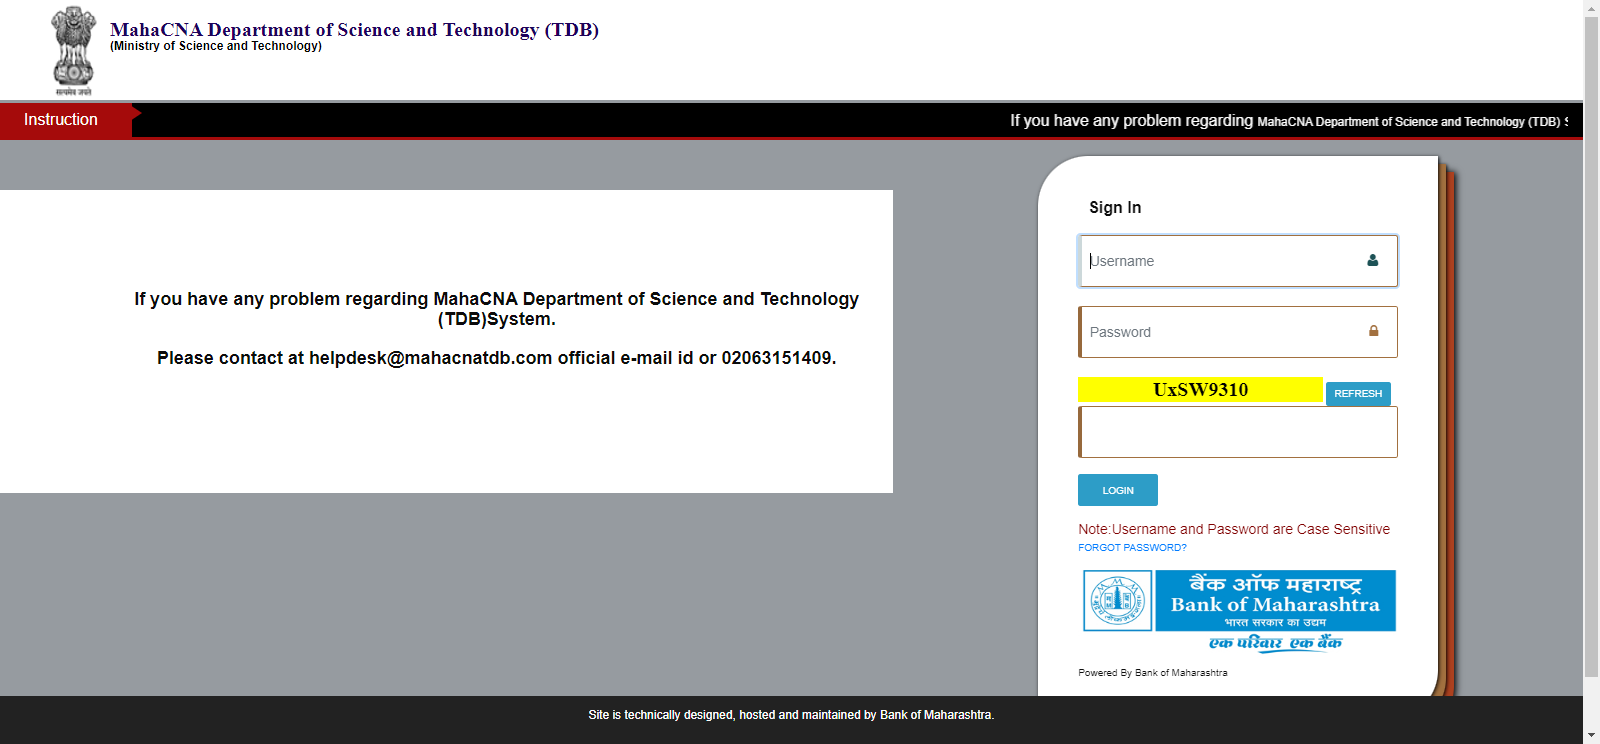 MahaCNA Department of Science and Technology (TDB)
(Ministry of Science and Technology)
सत्यमेव जयते
Instruction
If you have any problem regarding MahaCNA Department of Science and Technology (TDB) S
If you have any problem regarding MahaCNA Department of Science and Technology
(TDB)System.
Please contact at helpdesk@mahacnatdb.com official e-mail id or 02063151409.
Sign In
Username
Password
UxSW9310
REFRESH
LOGIN
Note:Username and Password are Case Sensitive
FORGOT PASSWORD?
बैंक ऑफ महाराष्ट्र
Bank of Maharashtra
भारत सरकार का उद्यम
एक परिवार एक बैंक
Powered By Bank of Maharashtra
Site is technically designed, hosted and maintained by Bank of Maharashtra.